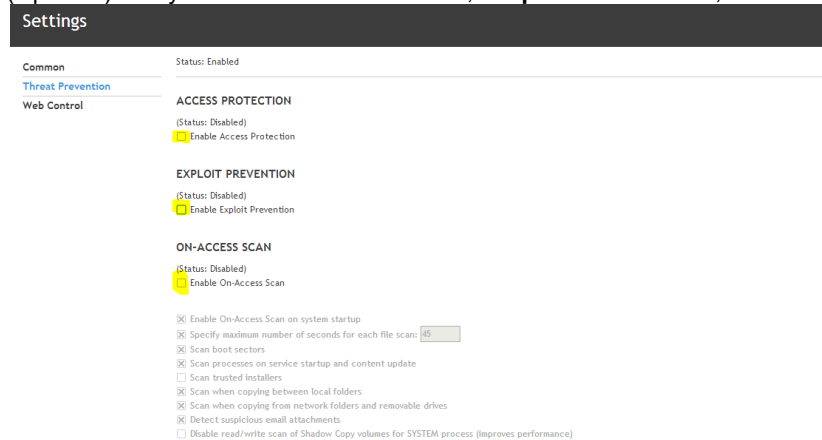 Settings
Common
Threat Prevention
Web Control
Status: Enabled
ACCESS PROTECTION
(Status: Disabled)
Enable Access Protection
EXPLOIT PREVENTION
(Status: Disabled)
Enable Exploit Prevention
ON-ACCESS SCAN
(Status: Disabled)
Enable On-Access Scan
Enable On-Access Scan on system startup
Specify maximum number of seconds for each file scan: 45
Scan boot sectors
Scan processes on service startup and content update
Scan trusted installers
Scan when copying between local folders
Scan when copying from network folders and removable drives
Detect suspicious email attachments
Disable read/write scan of Shadow Copy volumes for SYSTEM process (improves performance)